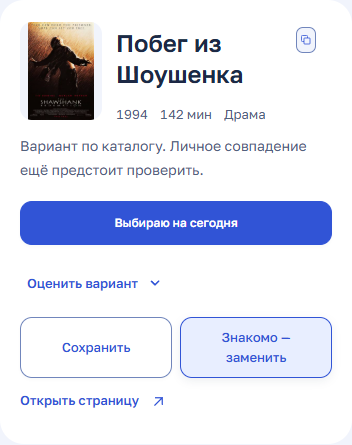 SHAWSHANK
Побег из
Шоушенка
1994 142 мин Драма
Вариант по каталогу. Личное совпадение
ещё предстоит проверить.
Выбираю на сегодня
Оценить вариант
Сохранить
Знакомо —
заменить
Открыть страницу